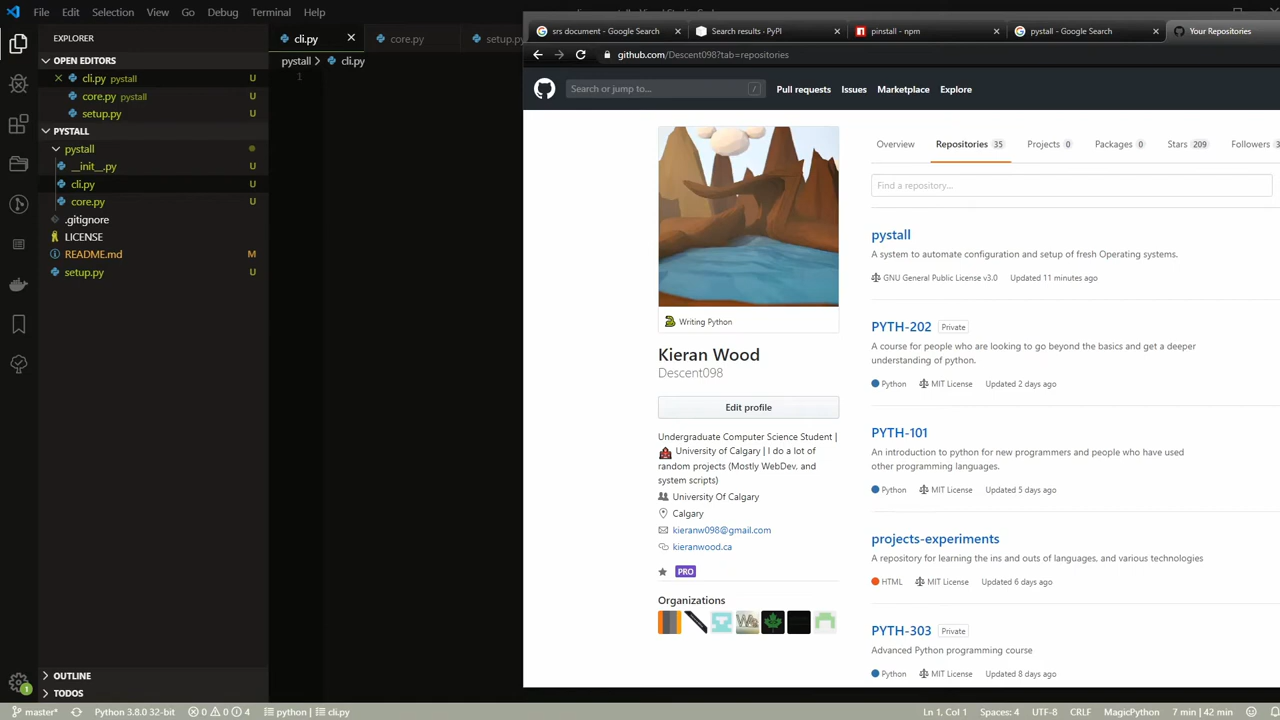 File Edit Go Debug Terminal Help
EXPLORER
OPEN EDITORS
cli.py pystall U
core.py pystall U
setup.py U
PYSTALL
pystall
__init__.py U
cli.py U
core.py U
.gitignore
LICENSE
README.md M
setup.py U
OUTLINE
TODOS
cli.py
core.py
setup.py
pystall > cli.py
1
srs document - Google Search
Search results · PyPI
pinstall - npm
pystall - Google Search
Your Repositories
github.com/Descent098?tab=repositories
Search or jump to... /
Pull requests Issues Marketplace Explore
Writing Python
Kieran Wood
Descent098
Edit profile
Undergraduate Computer Science Student |
University of Calgary | I do a lot of
random projects (Mostly WebDev, and
system scripts)
University Of Calgary
Calgary
kieranw098@gmail.com
kieranwood.ca
PRO
Organizations
Overview Repositories 35 Projects 0 Packages 0 Stars 209 Followers 3
Find a repository...
pystall
A system to automate configuration and setup of fresh Operating systems.
GNU General Public License v3.0 Updated 11 minutes ago
PYTH-202 Private
A course for people who are looking to go beyond the basics and get a deeper
understanding of python.
Python MIT License Updated 2 days ago
PYTH-101
An introduction to python for new programmers and people who have used
other programming languages.
Python MIT License Updated 5 days ago
projects-experiments
A repository for learning the ins and outs of languages, and various technologies
HTML MIT License Updated 6 days ago
PYTH-303 Private
Advanced Python programming course
Python MIT License Updated 8 days ago
1
master* Python 3.8.0 32-bit 0 0 4 python | cli.py Ln 1, Col 1 Spaces: 4 UTF-8 CRLF MagicPython 7 min | 42 min